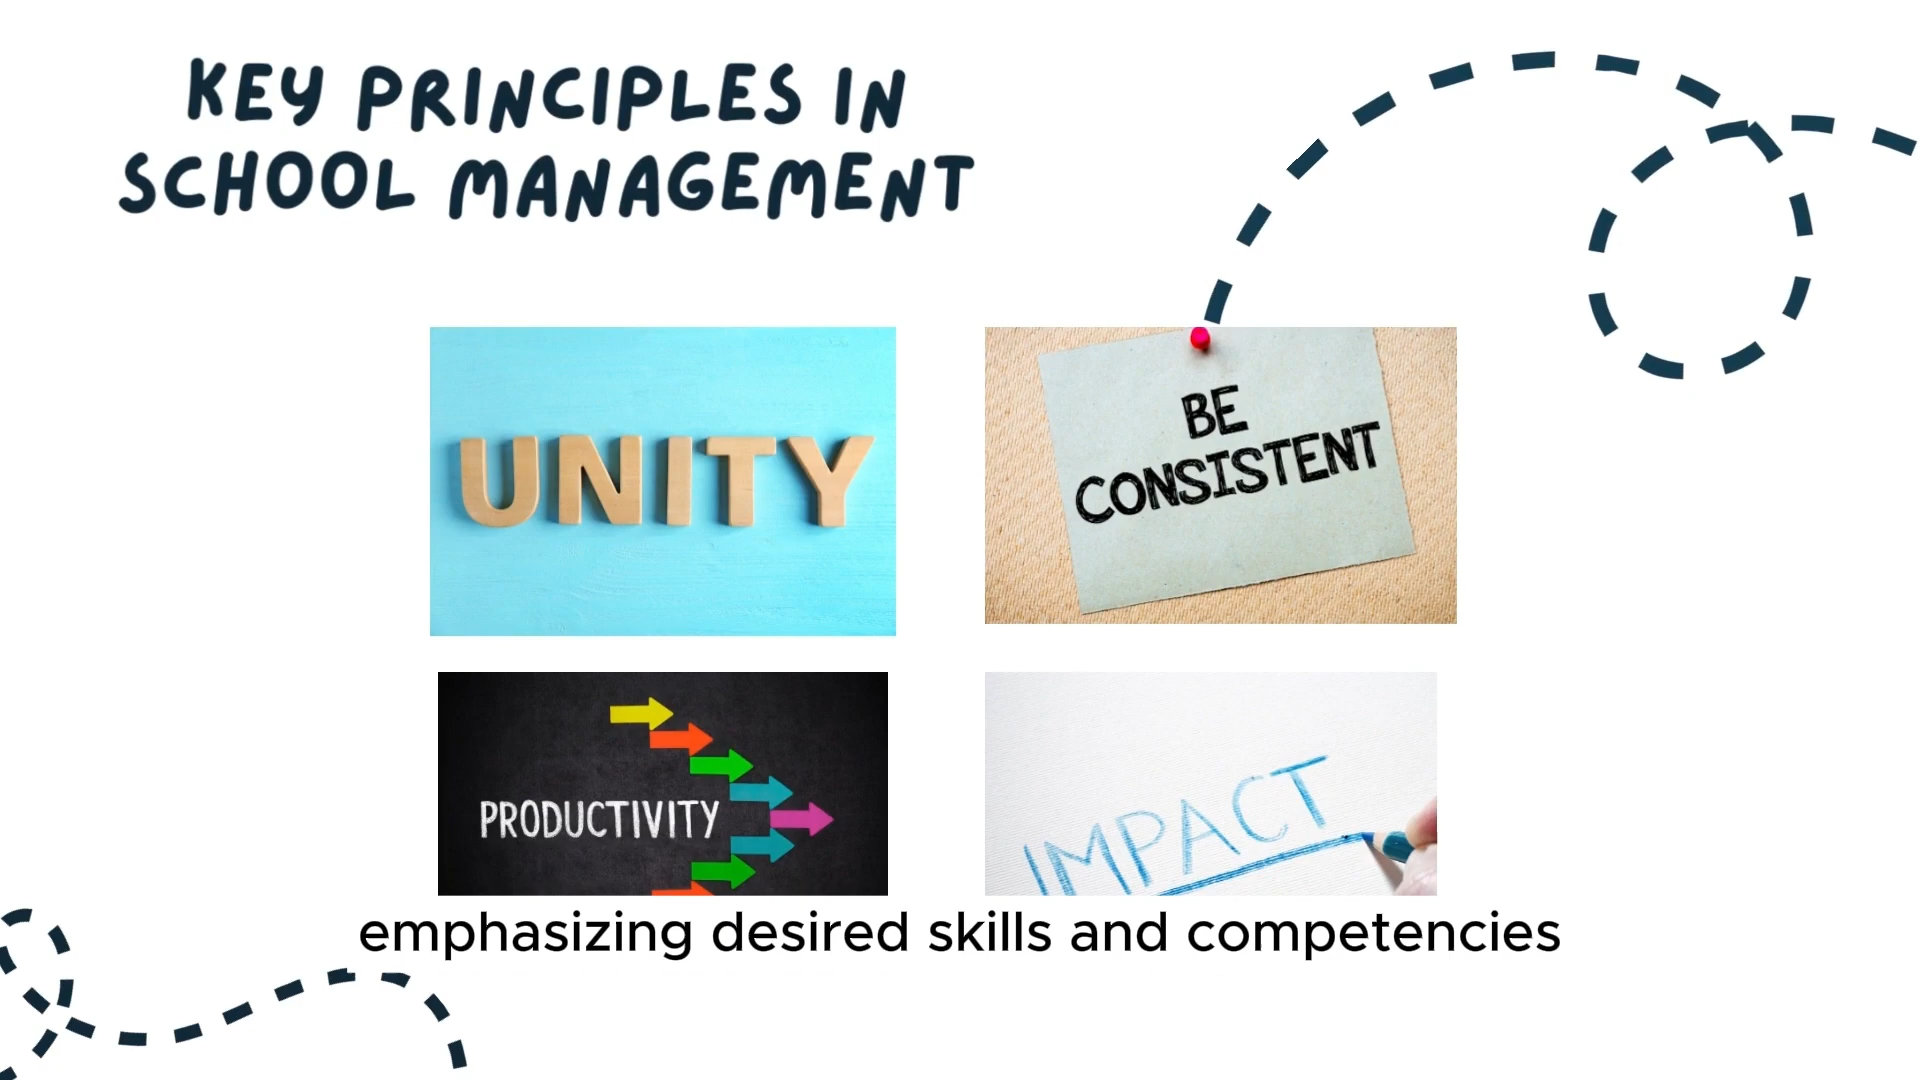 KEY PRINCIPLES IN
SCHOOL MANAGEMENT
UNITY
BE
CONSISTENT
PRODUCTIVITY
IMPACT
emphasizing desired skills and competencies